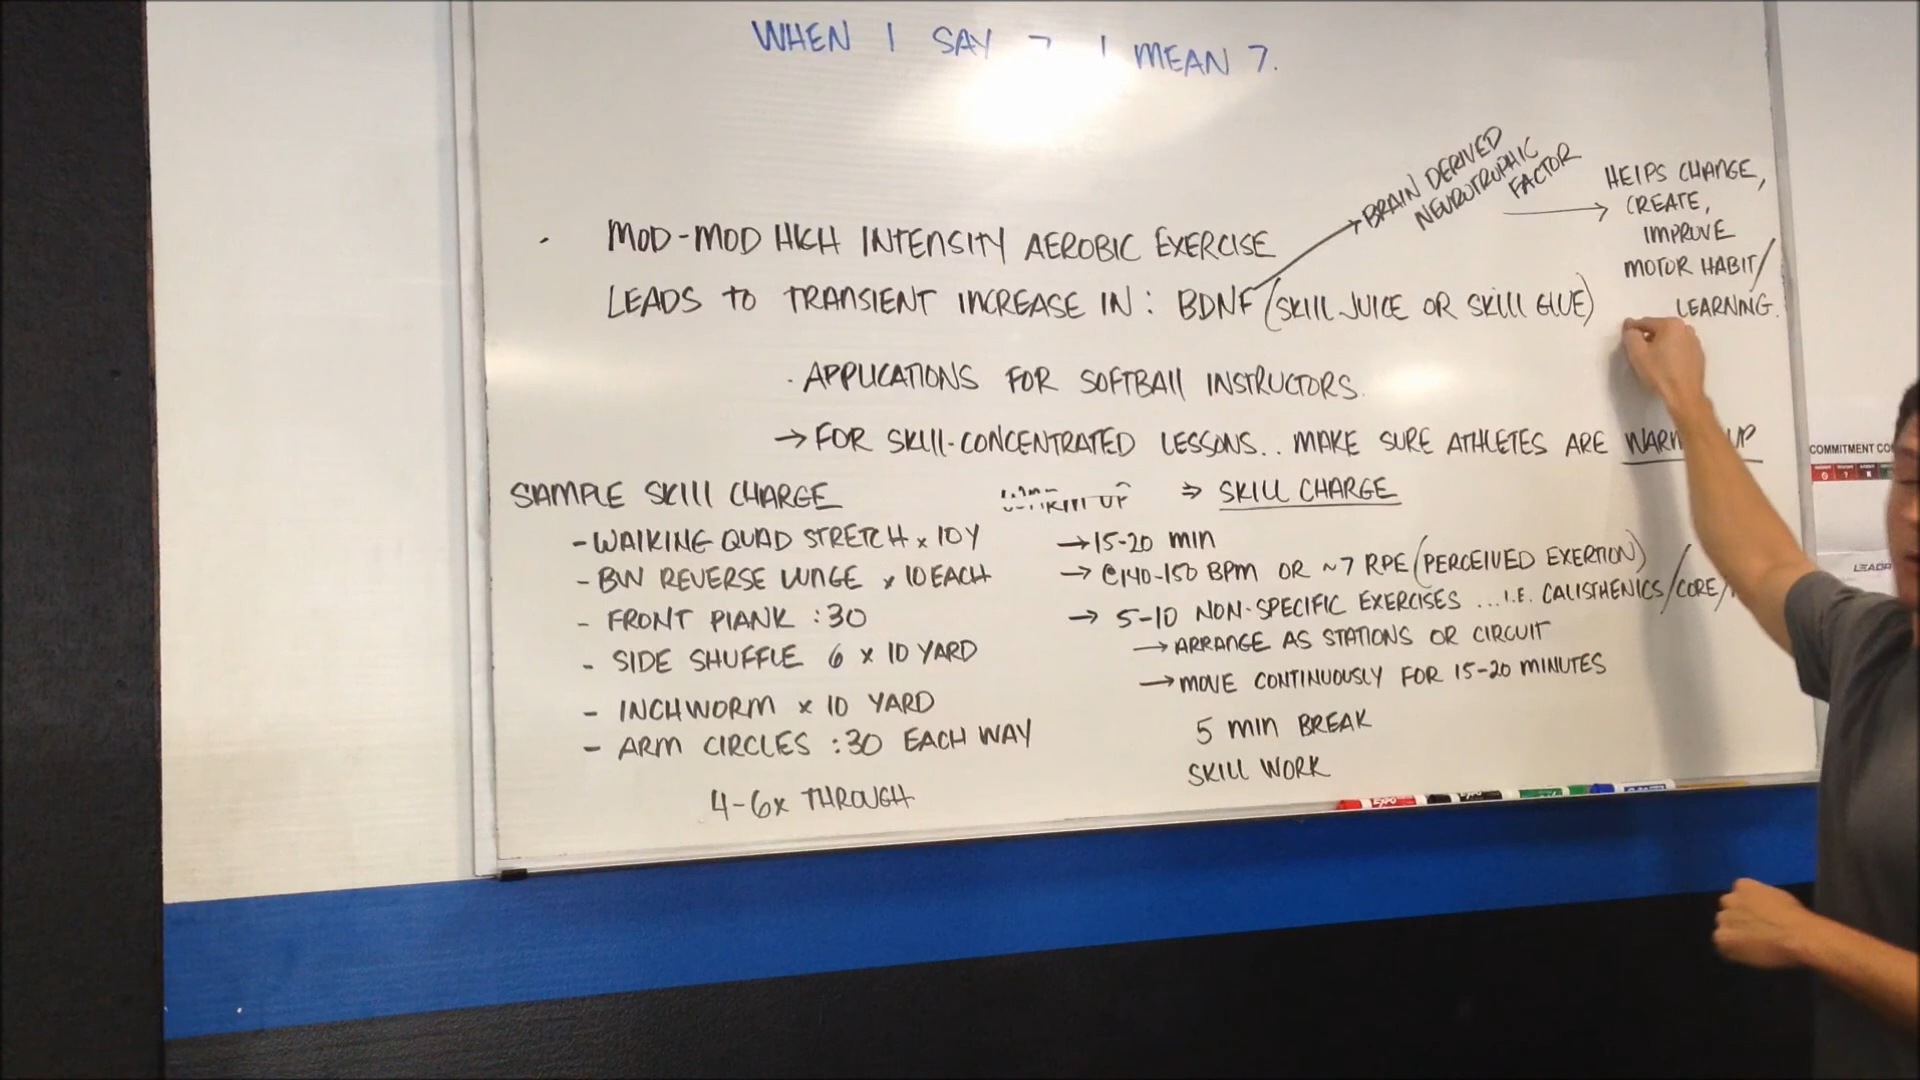 WHEN I SAY 7 I MEAN 7.
BRAIN DERIVED
NEUROTROPHIC
FACTOR
HELPS CHANGE,
CREATE,
IMPROVE
MOTOR HABIT/
LEARNING.
· MOD-MOD HIGH INTENSITY AEROBIC EXERCISE
LEADS TO TRANSIENT INCREASE IN: BDNF (SKILL JUICE OR SKILL GLUE)
· APPLICATIONS FOR SOFTBALL INSTRUCTORS.
→ FOR SKILL-CONCENTRATED LESSONS.. MAKE SURE ATHLETES ARE UP
SAMPLE SKILL CHARGE
- WALKING QUAD STRETCH x 10Y
- BW REVERSE LUNGE x 10 EACH
- FRONT PLANK :30
- SIDE SHUFFLE 6 x 10 YARD
- INCHWORM x 10 YARD
- ARM CIRCLES :30 EACH WAY
4-6x THROUGH
UP ⇒ SKILL CHARGE
→ 15-20 MIN
→ @140-150 BPM OR ~7 RPE (PERCEIVED EXERTION)
→ 5-10 NON-SPECIFIC EXERCISES ...I.E. CALISTHENICS/CORE/
→ ARRANGE AS STATIONS OR CIRCUIT
→ MOVE CONTINUOUSLY FOR 15-20 MINUTES
5 MIN BREAK
SKILL WORK
COMMITMENT
EXPO